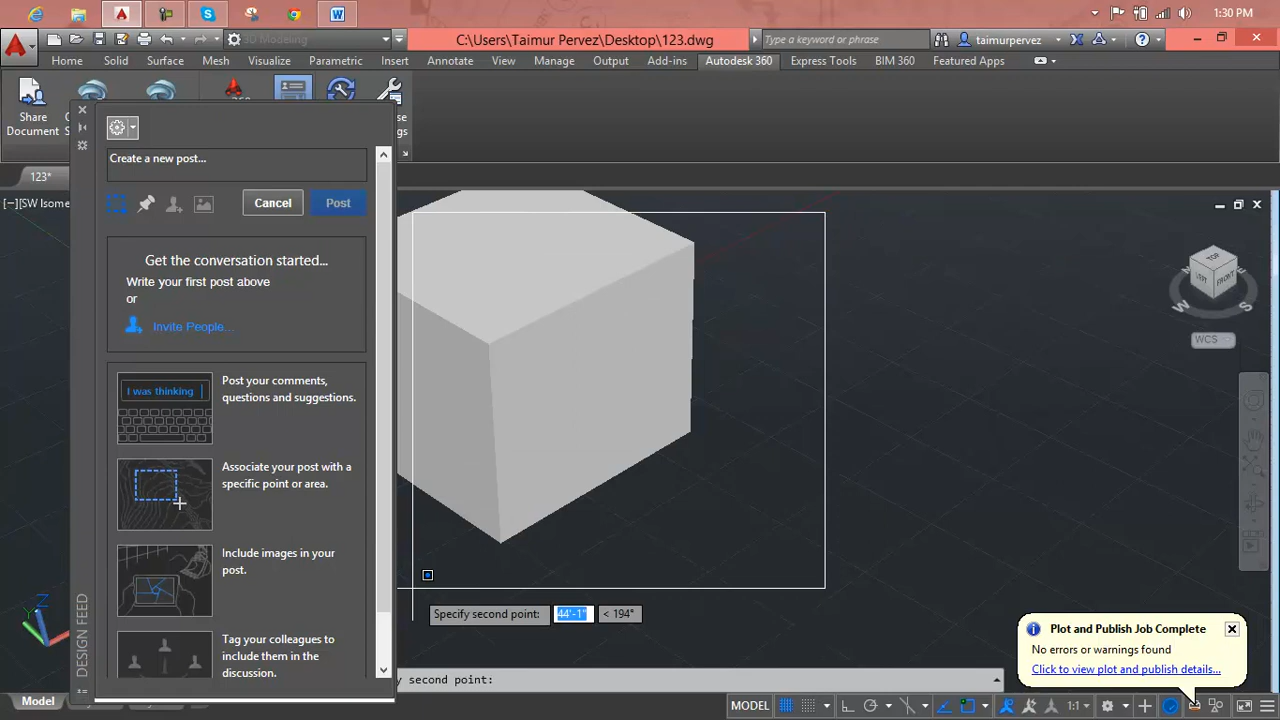 1:30 PM
3D Modeling
C:\Users\Taimur Pervez\Desktop\123.dwg
Type a keyword or phrase
taimurpervez
Home Solid Surface Mesh Visualize Parametric Insert Annotate View Manage Output Add-ins Autodesk 360 Express Tools BIM 360 Featured Apps
Share
Document
123*
[−][SW Isome
Create a new post...
Cancel Post
Get the conversation started...
Write your first post above
or
Invite People...
I was thinking
Post your comments,
questions and suggestions.
Associate your post with a
specific point or area.
Include images in your
post.
Tag your colleagues to
include them in the
discussion.
DESIGN FEED
TOP
LEFT FRONT
W S
WCS
Z
Y
Specify second point: 44'-1" < 194°
y second point:
Plot and Publish Job Complete
No errors or warnings found
Click to view plot and publish details...
Model
MODEL
1:1